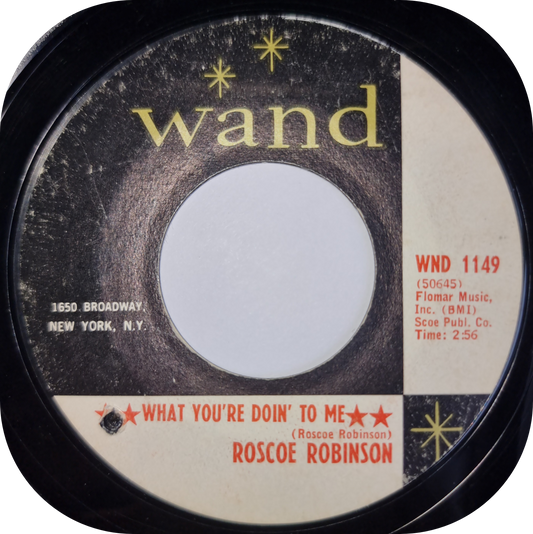 wand
WND 1149
(50645)
Flomar Music,
Inc. (BMI)
Scoe Publ. Co.
Time: 2:56
1650 BROADWAY,
NEW YORK, N.Y.
★★WHAT YOU'RE DOIN' TO ME★★
(Roscoe Robinson)
ROSCOE ROBINSON